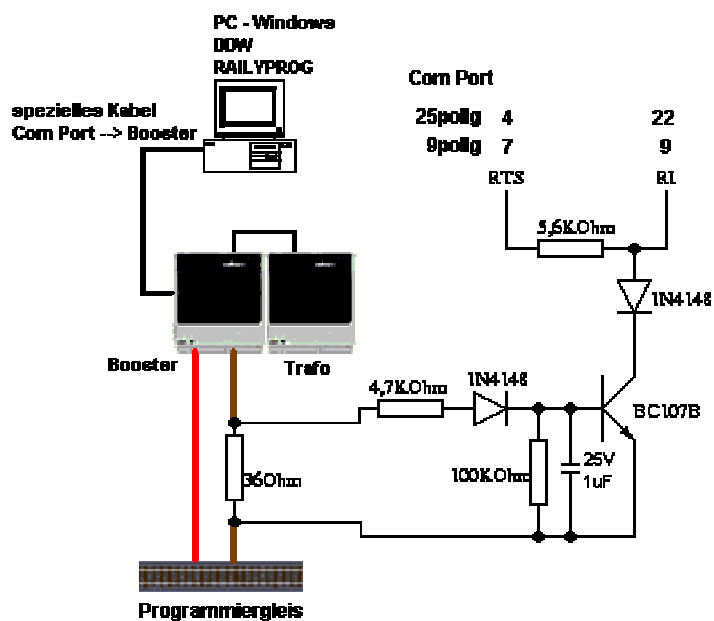 PC - Windows
DDW
RAILYPROG
spezielles Kabel
Com Port --> Booster
Com Port
25polig 4 22
9polig 7 9
RTS RI
5,6KOhm
1N4148
Booster
Trafo
4,7KOhm
1N4148
BC107B
36Ohm
100KOhm
25V
1uF
Programmiergleis